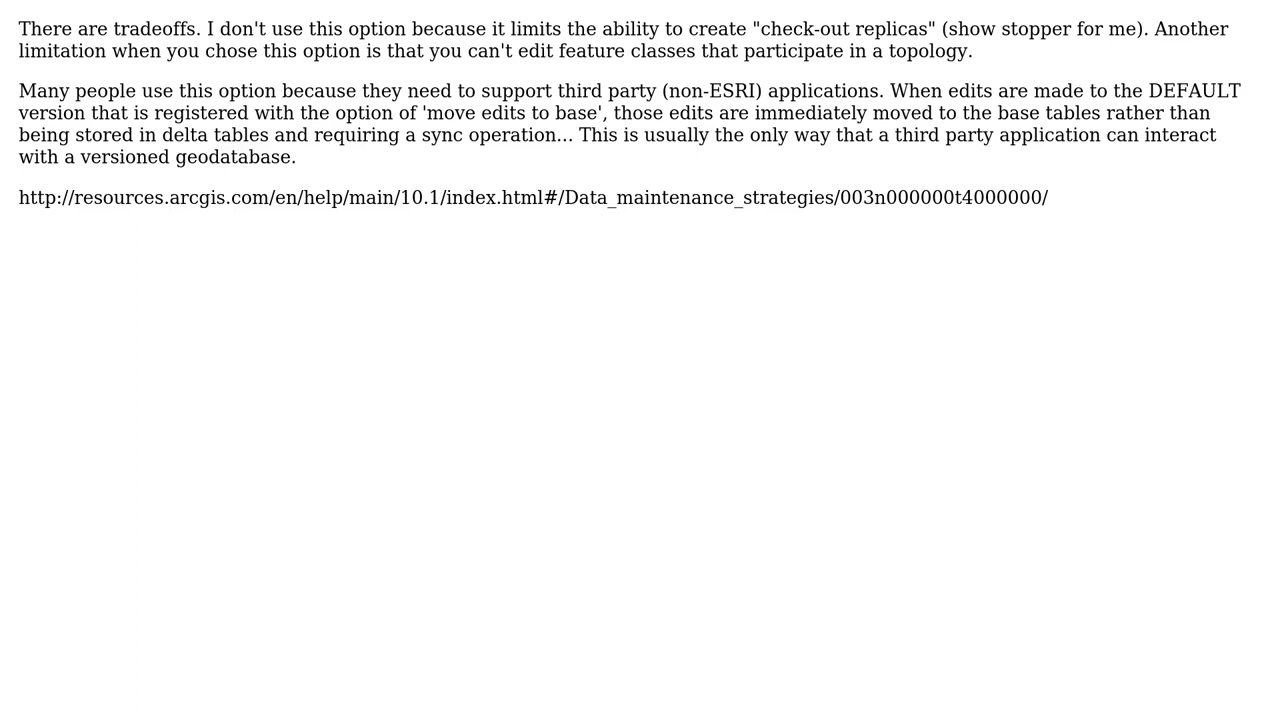 There are tradeoffs. I don't use this option because it limits the ability to create "check-out replicas" (show stopper for me). Another
limitation when you chose this option is that you can't edit feature classes that participate in a topology.
Many people use this option because they need to support third party (non-ESRI) applications. When edits are made to the DEFAULT
version that is registered with the option of 'move edits to base', those edits are immediately moved to the base tables rather than
being stored in delta tables and requiring a sync operation... This is usually the only way that a third party application can interact
with a versioned geodatabase.
http://resources.arcgis.com/en/help/main/10.1/index.html#/Data_maintenance_strategies/003n000000t4000000/